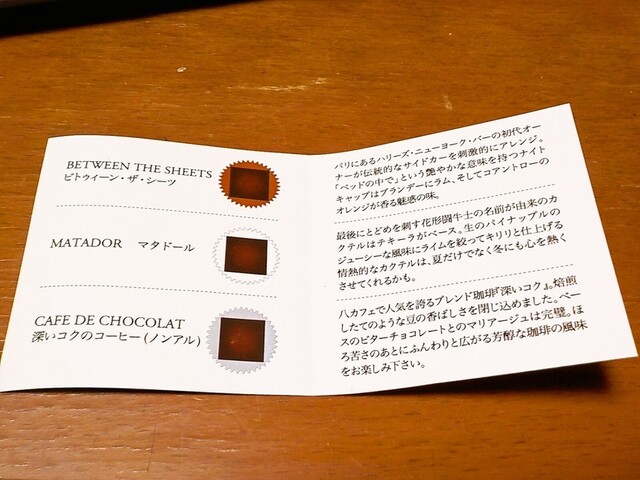 BETWEEN THE SHEETS
ビトウィーン・ザ・シーツ
パリにあるハリーズ・ニューヨーク・バーの初代オー
ナーが伝統的なサイドカーを刺激的にアレンジ。
「ベッドの中で」という艶やかな意味を持つナイト
キャップはブランデーにラム、そしてコアントローの
オレンジが香る魅惑の味。
MATADOR マタドール
最後にとどめを刺す花形闘牛士の名前が由来のカ
クテルはテキーラがベース。生のパイナップルの
ジューシーな風味にライムを絞ってキリリと仕上げる
情熱的なカクテルは、夏だけでなく冬にも心を熱く
させてくれるかも。
CAFE DE CHOCOLAT
深いコクのコーヒー(ノンアル)
八カフェで人気を誇るブレンド珈琲『深いコク』。焙煎
したてのような豆の香ばしさを閉じ込めました。ベー
スのビターチョコレートとのマリアージュは完璧。ほ
ろ苦さのあとにふんわりと広がる芳醇な珈琲の風味
をお楽しみ下さい。